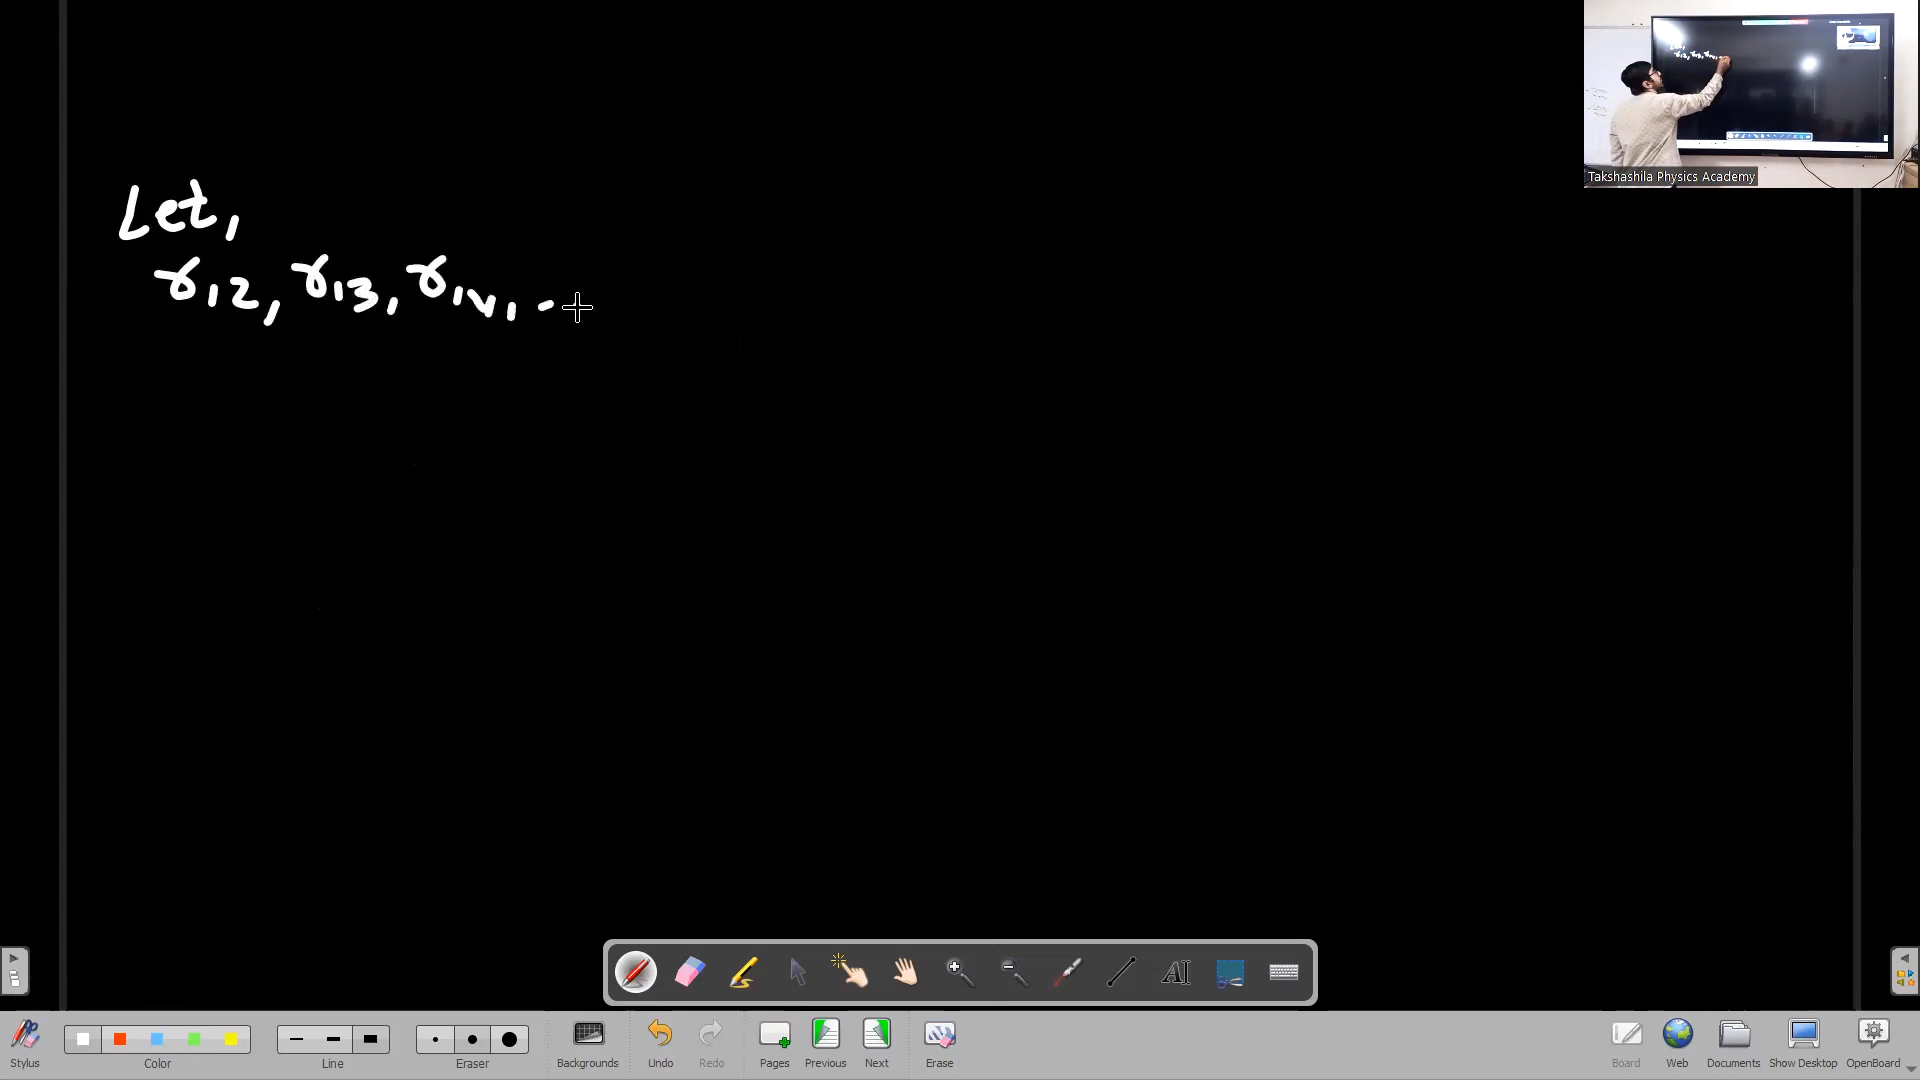 Takshashila Physics Academy
Let,
r12, r13, r14, -
Stylus
Color
Line
Eraser
Backgrounds
Undo
Redo
Pages
Previous
Next
Erase
Board
Web
Documents
Show Desktop
OpenBoard